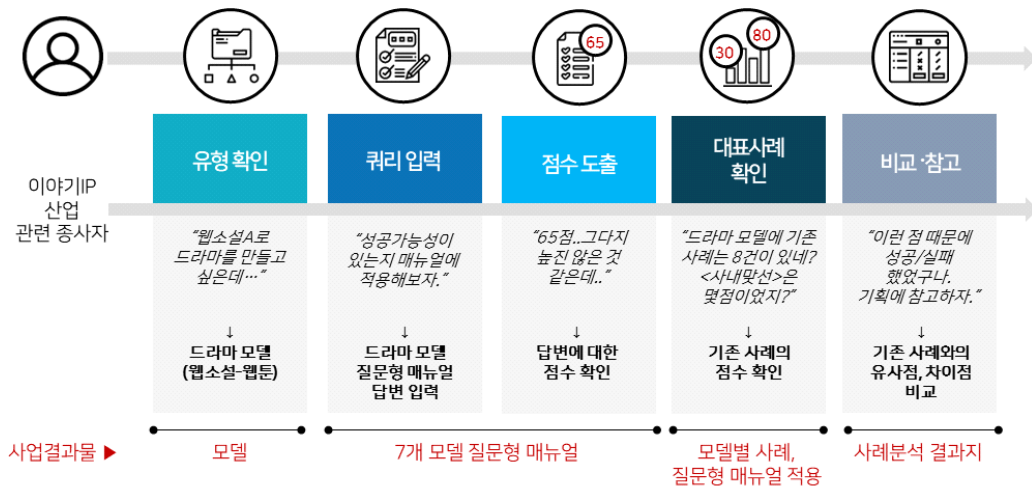 65
30
80
유형 확인
쿼리 입력
점수 도출
대표사례
확인
비교·참고
이야기IP
산업
관련 종사자
“웹소설A로
드라마를 만들고
싶은데…”
↓
드라마 모델
(웹소설-웹툰)
“성공가능성이
있는지 매뉴얼에
적용해보자.”
↓
드라마 모델
질문형 매뉴얼
답변 입력
“65점..그다지
높진 않은 것
같은데..”
↓
답변에 대한
점수 확인
“드라마 모델에 기존
사례는 8건이 있네?
<사내맞선>은
몇점이었지?”
↓
기존 사례의
점수 확인
“이런 점 때문에
성공/실패
했었구나.
기획에 참고하자.”
↓
기존 사례와의
유사점, 차이점
비교
사업결과물 ▶
모델
7개 모델 질문형 매뉴얼
모델별 사례,
질문형 매뉴얼 적용
사례분석 결과지